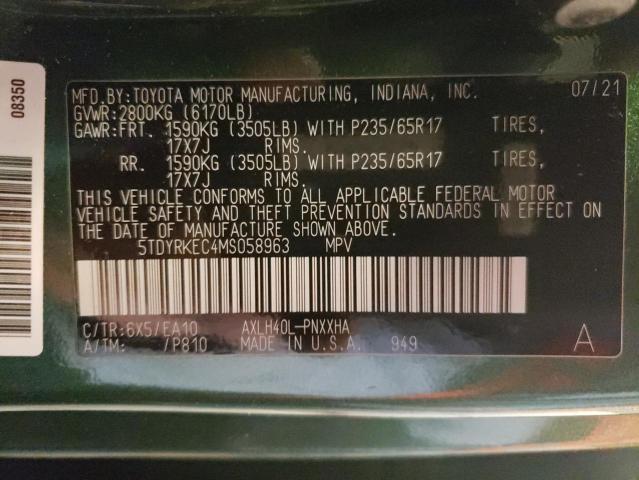 08350
MFD.BY:TOYOTA MOTOR MANUFACTURING, INDIANA, INC. 07/21
GVWR:2800KG (6170LB)
GAWR:FRT. 1590KG (3505LB) WITH P235/65R17 TIRES,
17X7J RIMS.
RR. 1590KG (3505LB) WITH P235/65R17 TIRES,
17X7J RIMS.
THIS VEHICLE CONFORMS TO ALL APPLICABLE FEDERAL MOTOR
VEHICLE SAFETY AND THEFT PREVENTION STANDARDS IN EFFECT ON
THE DATE OF MANUFACTURE SHOWN ABOVE.
5TDYRKEC4MS058963 MPV
C/TR:6X5/EA10 AXLH40L-PNXXHA
A/TM: /P810 MADE IN U.S.A. 949 A